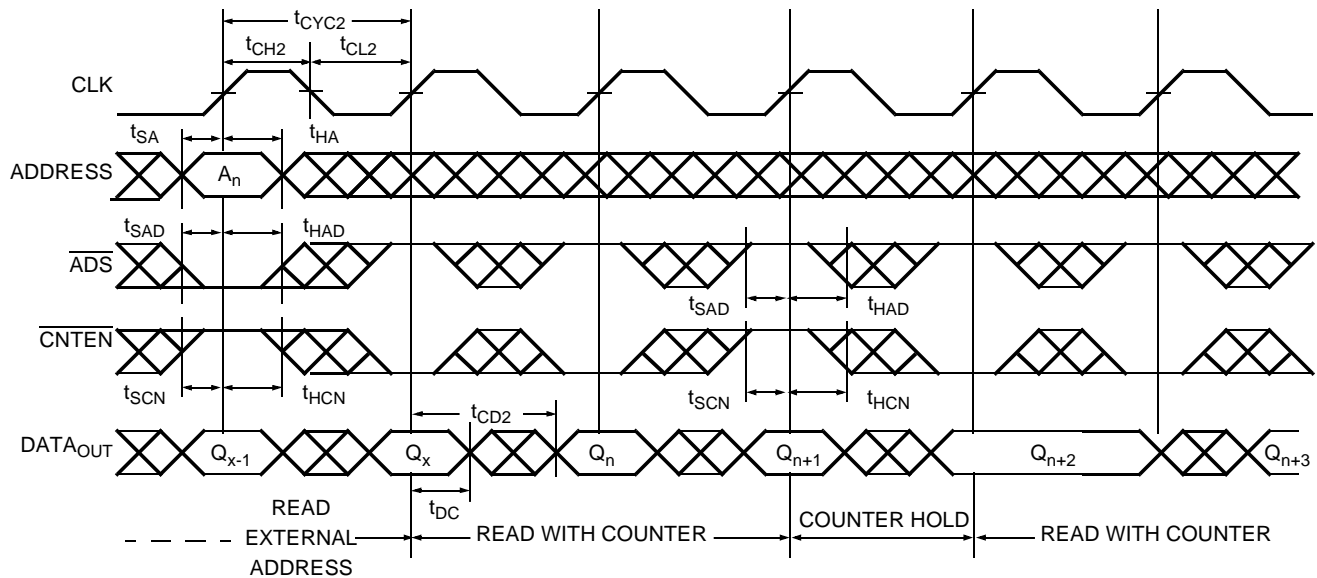 tCYC2
tCH2 tCL2
CLK
tSA tHA
ADDRESS An
tSAD tHAD
ADS
tSAD tHAD
CNTEN
tSCN tHCN tSCN tHCN
tCD2
DATAOUT Qx-1 Qx Qn Qn+1 Qn+2 Qn+3
tDC
READ
EXTERNAL
ADDRESS
READ WITH COUNTER
COUNTER HOLD
READ WITH COUNTER